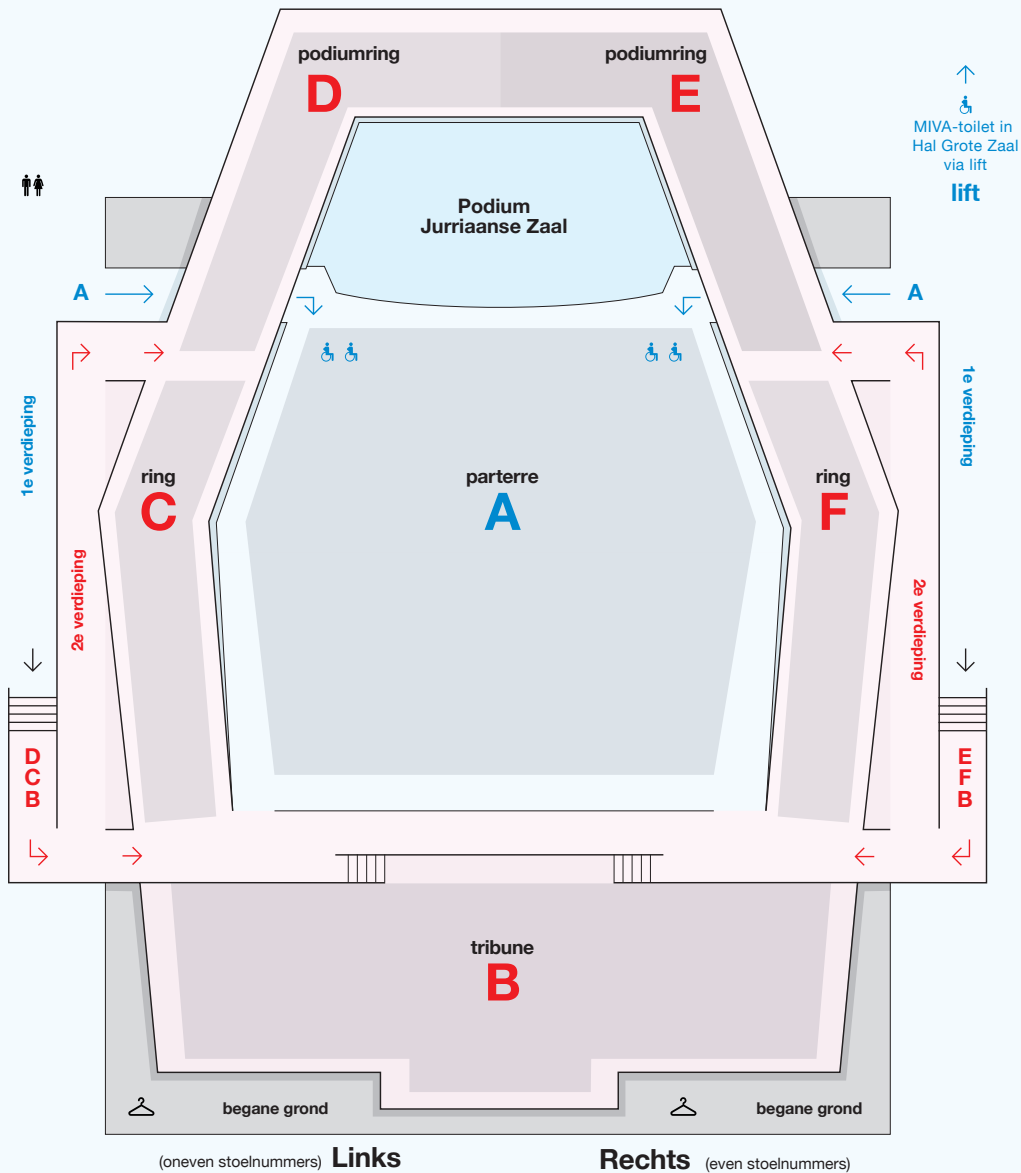 podiumring
D
podiumring
E
MIVA-toilet in
Hal Grote Zaal
via lift
lift
Podium
Jurriaanse Zaal
A
A
1e verdieping
1e verdieping
ring
C
parterre
A
ring
F
2e verdieping
2e verdieping
D
C
B
E
F
B
tribune
B
begane grond
begane grond
(oneven stoelnummers) Links
Rechts (even stoelnummers)